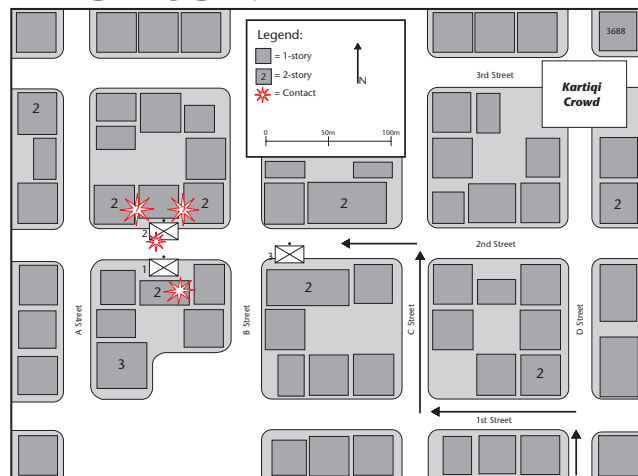 Legend:
= 1-story
2 = 2-story
= Contact
N
0 50m 100m
3688
3rd Street
Kartiqi
Crowd
2
2
2
2
2
2
2nd Street
3
1
2
2
A Street
B Street
C Street
D Street
3
2
1st Street